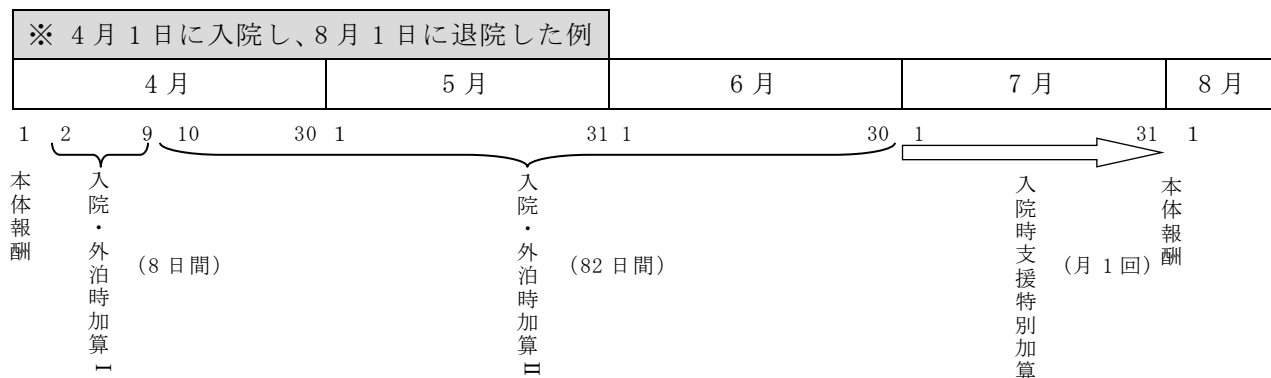 ※ 4月1日に入院し、8月1日に退院した例
4月 5月 6月 7月 8月
1 2 9 10 30 1 31 1 30 1 31 1
本体報酬
入院・外泊時加算Ⅰ
(8日間)
入院・外泊時加算Ⅱ
(82日間)
入院時支援特別加算
(月1回)
本体報酬